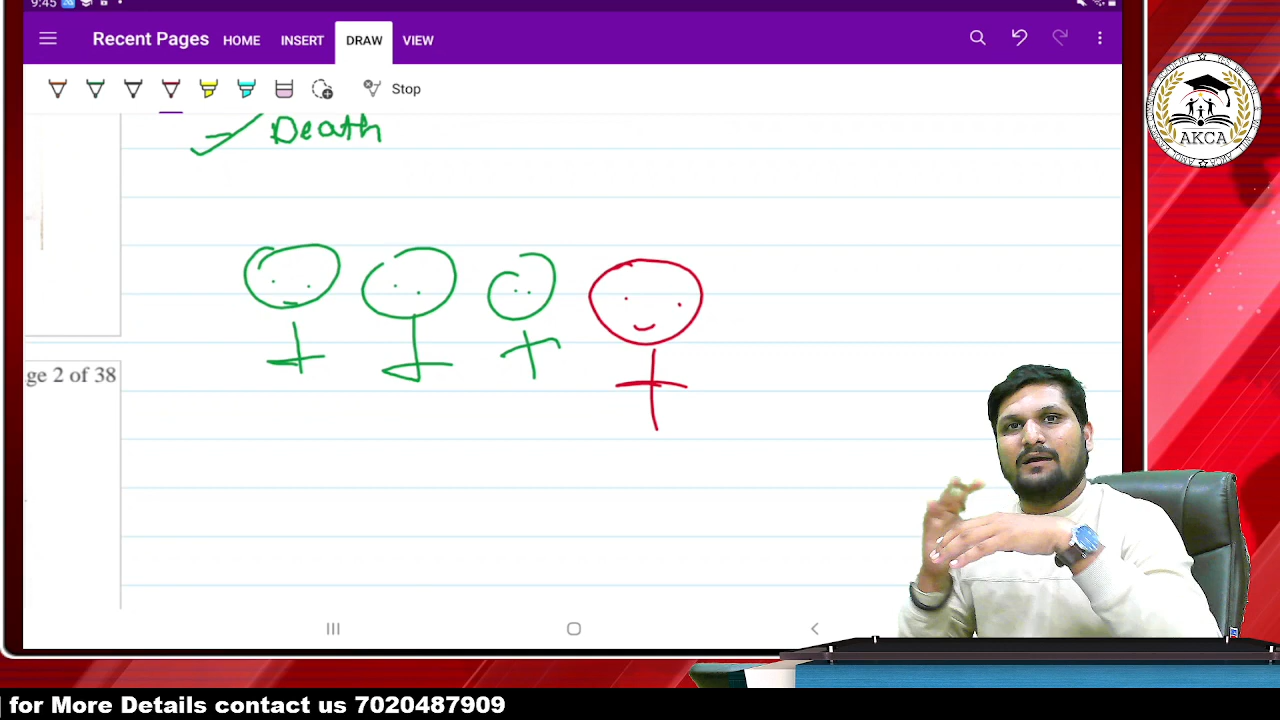 9:45
Recent Pages HOME INSERT DRAW VIEW
Stop
Death
ge 2 of 38
AKCA
for More Details contact us 7020487909